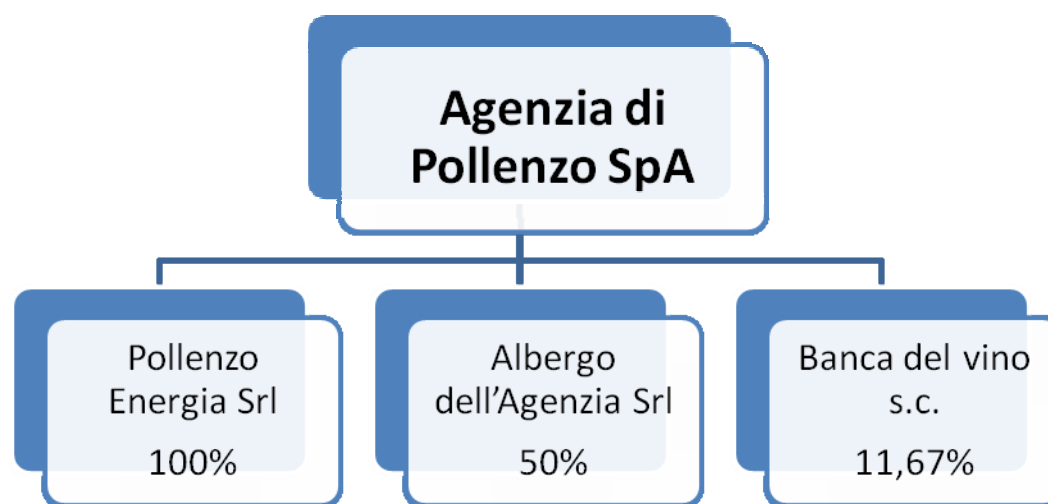 Agenzia di
Pollenzo SpA
Pollenzo
Energia Srl
100%
Albergo
dell’Agenzia Srl
50%
Banca del vino
s.c.
11,67%